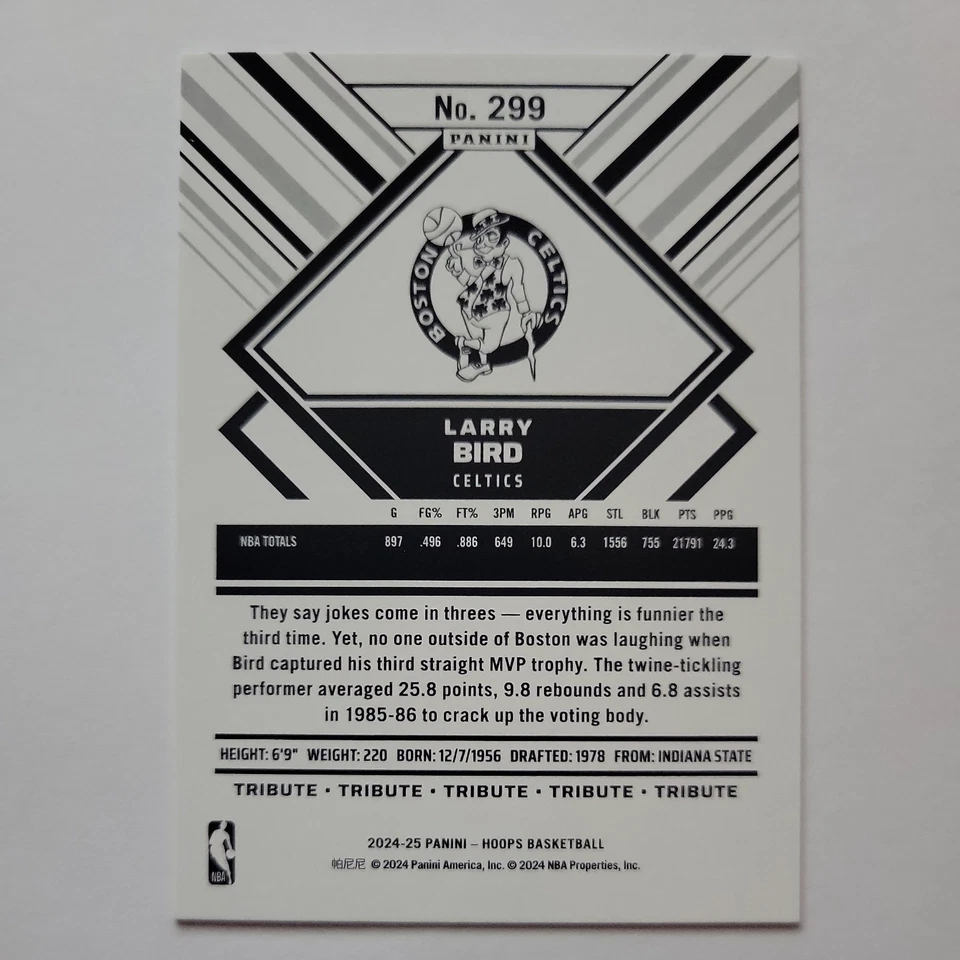 No. 299
PANINI
BOSTON CELTICS
LARRY
BIRD
CELTICS
G FG% FT% 3PM RPG APG STL BLK PTS PPG
NBA TOTALS 897 .496 .886 649 10.0 6.3 1556 755 21791 24.3
They say jokes come in threes — everything is funnier the
third time. Yet, no one outside of Boston was laughing when
Bird captured his third straight MVP trophy. The twine-tickling
performer averaged 25.8 points, 9.8 rebounds and 6.8 assists
in 1985-86 to crack up the voting body.
HEIGHT: 6'9" WEIGHT: 220 BORN: 12/7/1956 DRAFTED: 1978 FROM: INDIANA STATE
TRIBUTE • TRIBUTE • TRIBUTE • TRIBUTE • TRIBUTE
2024-25 PANINI – HOOPS BASKETBALL
帕尼尼 © 2024 Panini America, Inc. © 2024 NBA Properties, Inc.
NBA